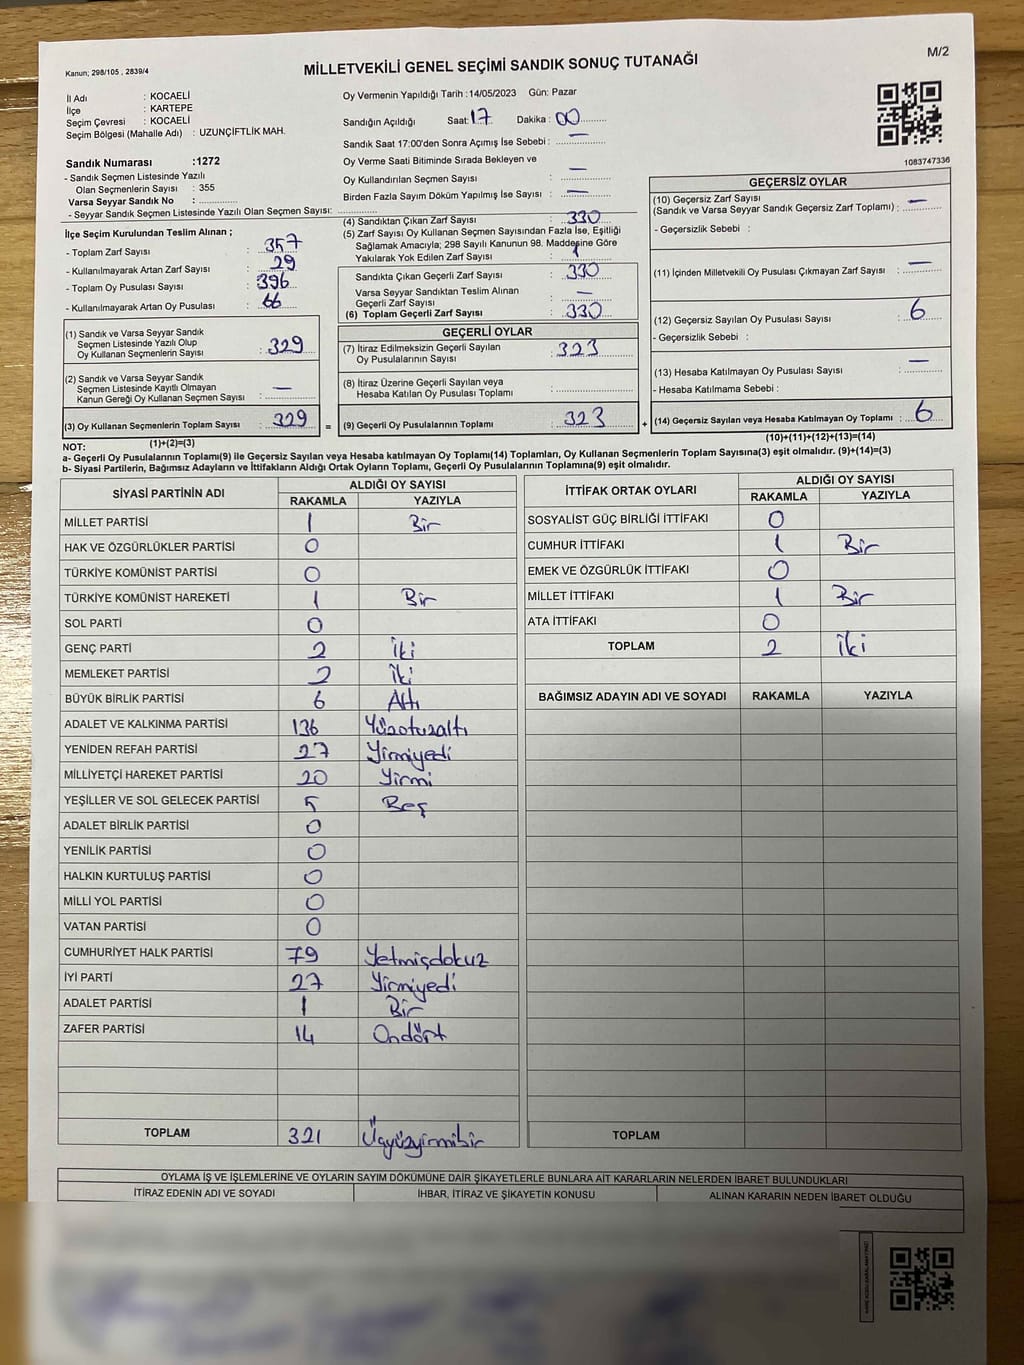 M/2
Kanun; 298/105 , 2839/4
MİLLETVEKİLİ GENEL SEÇİMİ SANDIK SONUÇ TUTANAĞI
İl Adı : KOCAELİ
İlçe : KARTEPE
Seçim Çevresi : KOCAELİ
Seçim Bölgesi (Mahalle Adı) : UZUNÇİFTLİK MAH.
Sandık Numarası :1272
- Sandık Seçmen Listesinde Yazılı
Olan Seçmenlerin Sayısı : 355
Varsa Seyyar Sandık No :
- Seyyar Sandık Seçmen Listesinde Yazılı Olan Seçmen Sayısı:
İlçe Seçim Kurulundan Teslim Alınan ;
- Toplam Zarf Sayısı : 357
- Kullanılmayarak Artan Zarf Sayısı : 29
- Toplam Oy Pusulası Sayısı : 396
- Kullanılmayarak Artan Oy Pusulası : 66
(1) Sandık ve Varsa Seyyar Sandık
Seçmen Listesinde Yazılı Olup
Oy Kullanan Seçmenlerin Sayısı : 329
(2) Sandık ve Varsa Seyyar Sandık
Seçmen Listesinde Kayıtlı Olmayan
Kanun Gereği Oy Kullanan Seçmen Sayısı : —
(3) Oy Kullanan Seçmenlerin Toplam Sayısı : 329 =
(1)+(2)=(3)
Oy Vermenin Yapıldığı Tarih :14/05/2023 Gün: Pazar
Sandığın Açıldığı Saat: 17 Dakika : 00
Sandık Saat 17:00'den Sonra Açımış İse Sebebi : —
Oy Verme Saati Bitiminde Sırada Bekleyen ve
Oy Kullandırılan Seçmen Sayısı : —
Birden Fazla Sayım Döküm Yapılmış İse Sayısı : —
(4) Sandıktan Çıkan Zarf Sayısı : 330
(5) Zarf Sayısı Oy Kullanan Seçmen Sayısından Fazla İse, Eşitliği
Sağlamak Amacıyla; 298 Sayılı Kanunun 98. Maddesine Göre
Yakılarak Yok Edilen Zarf Sayısı : 1
Sandıkta Çıkan Geçerli Zarf Sayısı : 330
Varsa Seyyar Sandıktan Teslim Alınan
Geçerli Zarf Sayısı : —
(6) Toplam Geçerli Zarf Sayısı : 330
GEÇERLİ OYLAR
(7) İtiraz Edilmeksizin Geçerli Sayılan
Oy Pusulalarının Sayısı : 323
(8) İtiraz Üzerine Geçerli Sayılan veya
Hesaba Katılan Oy Pusulası Toplamı :
(9) Geçerli Oy Pusulalarının Toplamı : 323 +
1083747336
GEÇERSİZ OYLAR
(10) Geçersiz Zarf Sayısı
(Sandık ve Varsa Seyyar Sandık Geçersiz Zarf Toplamı) : —
- Geçersizlik Sebebi :
(11) İçinden Milletvekili Oy Pusulası Çıkmayan Zarf Sayısı : —
(12) Geçersiz Sayılan Oy Pusulası Sayısı : 6
- Geçersizlik Sebebi :
(13) Hesaba Katılmayan Oy Pusulası Sayısı : —
- Hesaba Katılmama Sebebi :
(14) Geçersiz Sayılan veya Hesaba Katılmayan Oy Toplamı : 6
(10)+(11)+(12)+(13)=(14)
NOT:
a- Geçerli Oy Pusulalarının Toplamı(9) ile Geçersiz Sayılan veya Hesaba katılmayan Oy Toplamı(14) Toplamları, Oy Kullanan Seçmenlerin Toplam Sayısına(3) eşit olmalıdır. (9)+(14)=(3)
b- Siyasi Partilerin, Bağımsız Adayların ve İttifakların Aldığı Ortak Oyların Toplamı, Geçerli Oy Pusulalarının Toplamına(9) eşit olmalıdır.
SİYASİ PARTİNİN ADI ALDIĞI OY SAYISI
RAKAMLA YAZIYLA
MİLLET PARTİSİ 1 Bir
HAK VE ÖZGÜRLÜKLER PARTİSİ 0
TÜRKİYE KOMÜNİST PARTİSİ 0
TÜRKİYE KOMÜNİST HAREKETİ 1 Bir
SOL PARTİ 0
GENÇ PARTİ 2 İki
MEMLEKET PARTİSİ 2 İki
BÜYÜK BİRLİK PARTİSİ 6 Altı
ADALET VE KALKINMA PARTİSİ 136 Yüzotuzaltı
YENİDEN REFAH PARTİSİ 27 Yirmiyedi
MİLLİYETÇİ HAREKET PARTİSİ 20 Yirmi
YEŞİLLER VE SOL GELECEK PARTİSİ 5 Beş
ADALET BİRLİK PARTİSİ 0
YENİLİK PARTİSİ 0
HALKIN KURTULUŞ PARTİSİ 0
MİLLİ YOL PARTİSİ 0
VATAN PARTİSİ 0
CUMHURİYET HALK PARTİSİ 79 Yetmişdokuz
İYİ PARTİ 27 Yirmiyedi
ADALET PARTİSİ 1 Bir
ZAFER PARTİSİ 14 Ondört
TOPLAM 321 Üçyüzyirmibir
İTTİFAK ORTAK OYLARI ALDIĞI OY SAYISI
RAKAMLA YAZIYLA
SOSYALİST GÜÇ BİRLİĞİ İTTİFAKI 0
CUMHUR İTTİFAKI 1 Bir
EMEK VE ÖZGÜRLÜK İTTİFAKI 0
MİLLET İTTİFAKI 1 Bir
ATA İTTİFAKI 0
TOPLAM 2 İki
BAĞIMSIZ ADAYIN ADI VE SOYADI RAKAMLA YAZIYLA
TOPLAM
OYLAMA İŞ VE İŞLEMLERİNE VE OYLARIN SAYIM DÖKÜMÜNE DAİR ŞİKAYETLERLE BUNLARA AİT KARARLARIN NELERDEN İBARET BULUNDUKLARI
İTİRAZ EDENİN ADI VE SOYADI İHBAR, İTİRAZ VE ŞİKAYETİN KONUSU ALINAN KARARIN NEDEN İBARET OLDUĞU